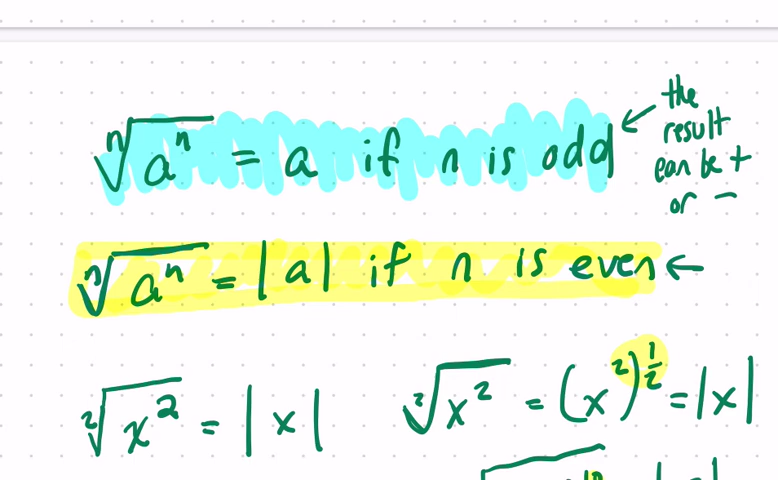 ⁿ√aⁿ = a if n is odd ← the result can be + or −
ⁿ√aⁿ = |a| if n is even ←
²√x² = |x|
²√x² = (x²)^½ = |x|